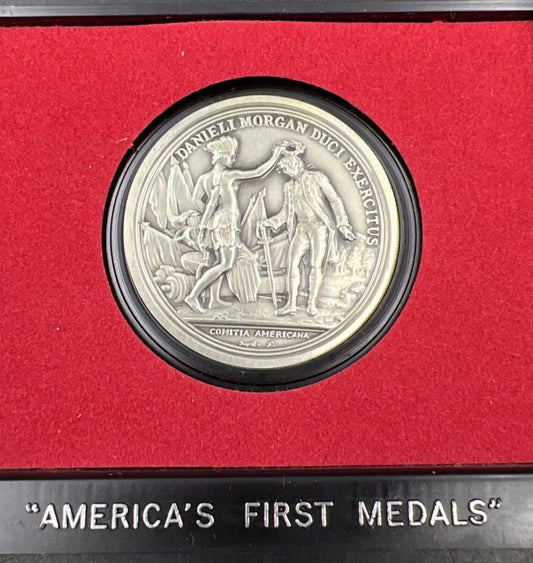 DANIELI MORGAN DUCI EXERCITUS
COMITIA AMERICANA
"AMERICA'S FIRST MEDALS"